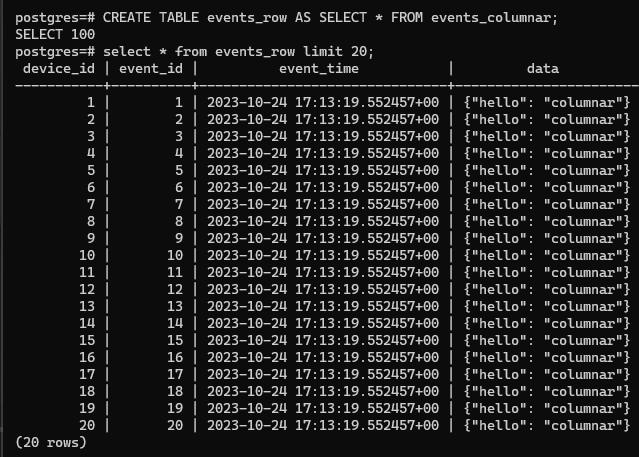 postgres=# CREATE TABLE events_row AS SELECT * FROM events_columnar;
SELECT 100
postgres=# select * from events_row limit 20;
 device_id | event_id |          event_time           |         data
-----------+----------+-------------------------------+----------------------
         1 |        1 | 2023-10-24 17:13:19.552457+00 | {"hello": "columnar"}
         2 |        2 | 2023-10-24 17:13:19.552457+00 | {"hello": "columnar"}
         3 |        3 | 2023-10-24 17:13:19.552457+00 | {"hello": "columnar"}
         4 |        4 | 2023-10-24 17:13:19.552457+00 | {"hello": "columnar"}
         5 |        5 | 2023-10-24 17:13:19.552457+00 | {"hello": "columnar"}
         6 |        6 | 2023-10-24 17:13:19.552457+00 | {"hello": "columnar"}
         7 |        7 | 2023-10-24 17:13:19.552457+00 | {"hello": "columnar"}
         8 |        8 | 2023-10-24 17:13:19.552457+00 | {"hello": "columnar"}
         9 |        9 | 2023-10-24 17:13:19.552457+00 | {"hello": "columnar"}
        10 |       10 | 2023-10-24 17:13:19.552457+00 | {"hello": "columnar"}
        11 |       11 | 2023-10-24 17:13:19.552457+00 | {"hello": "columnar"}
        12 |       12 | 2023-10-24 17:13:19.552457+00 | {"hello": "columnar"}
        13 |       13 | 2023-10-24 17:13:19.552457+00 | {"hello": "columnar"}
        14 |       14 | 2023-10-24 17:13:19.552457+00 | {"hello": "columnar"}
        15 |       15 | 2023-10-24 17:13:19.552457+00 | {"hello": "columnar"}
        16 |       16 | 2023-10-24 17:13:19.552457+00 | {"hello": "columnar"}
        17 |       17 | 2023-10-24 17:13:19.552457+00 | {"hello": "columnar"}
        18 |       18 | 2023-10-24 17:13:19.552457+00 | {"hello": "columnar"}
        19 |       19 | 2023-10-24 17:13:19.552457+00 | {"hello": "columnar"}
        20 |       20 | 2023-10-24 17:13:19.552457+00 | {"hello": "columnar"}
(20 rows)